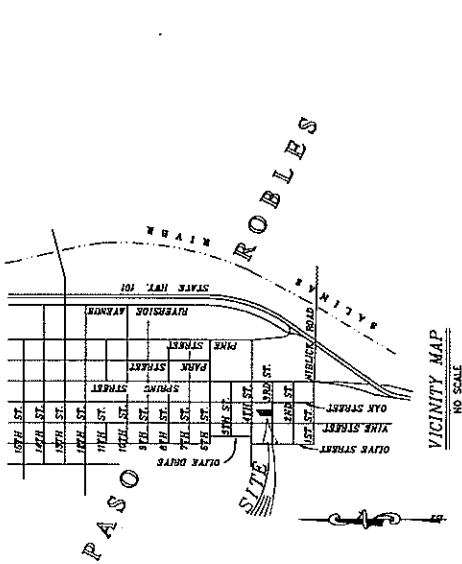 PASO
ROBLES
SALINAS
RIVER
STATE HWY. 101
RIVERSIDE AVENUE
PINE STREET
PARK STREET
SPRING STREET
15TH ST.
14TH ST.
13TH ST.
12TH ST.
11TH ST.
10TH ST.
9TH ST.
8TH ST.
7TH ST.
6TH ST.
5TH ST.
4TH ST.
3RD ST.
2ND ST.
1ST ST.
NIBLICK ROAD
OLIVE DRIVE
OAK STREET
VINE STREET
OLIVE STREET
SITE
VICINITY MAP
NO SCALE